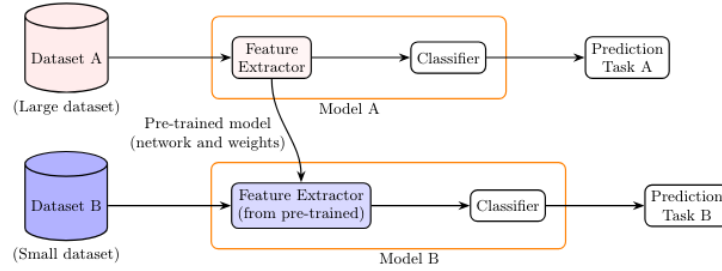 Dataset A
(Large dataset)
Feature
Extractor
Classifier
Model A
Prediction
Task A
Pre-trained model
(network and weights)
Dataset B
(Small dataset)
Feature Extractor
(from pre-trained)
Classifier
Model B
Prediction
Task B